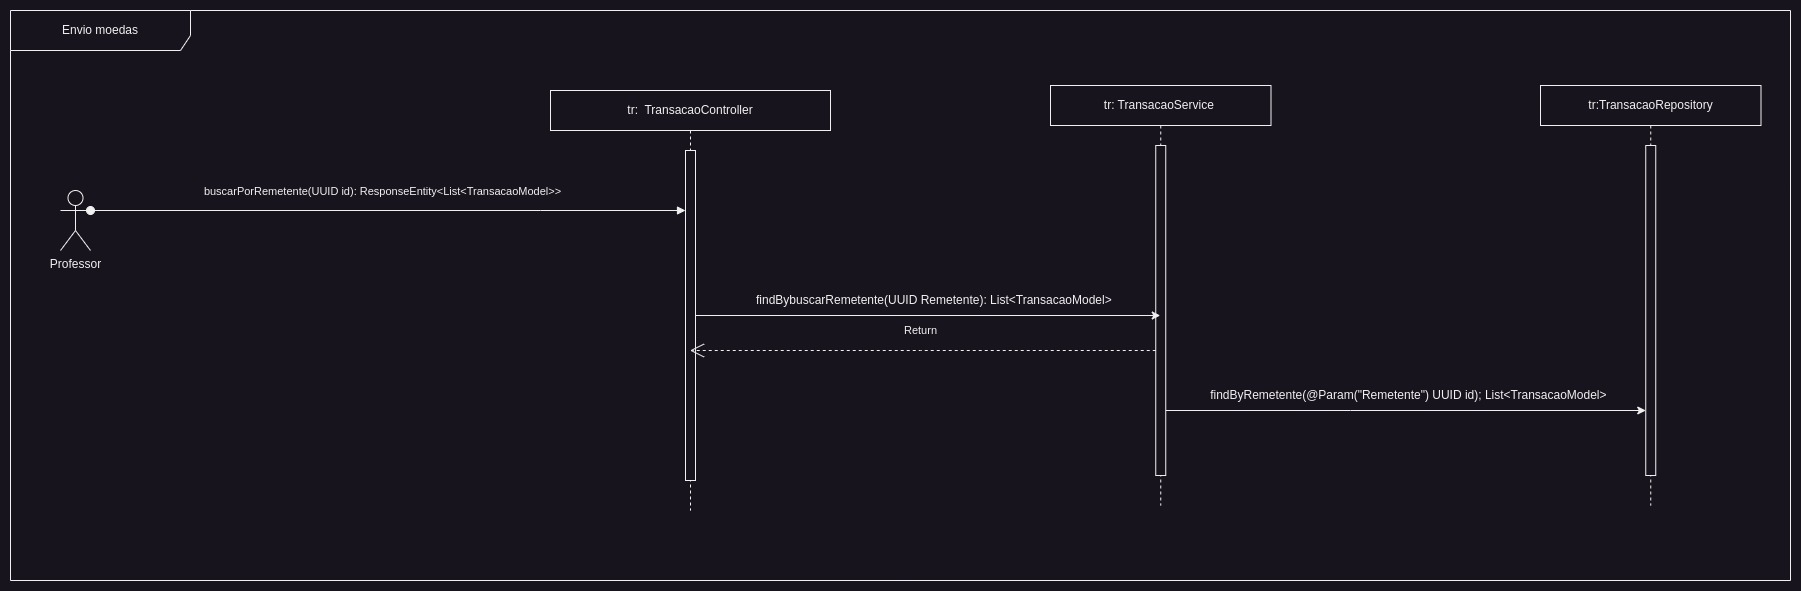 Envio moedas
tr:  TransacaoController
tr: TransacaoService
tr:TransacaoRepository
buscarPorRemetente(UUID id): ResponseEntity<List<TransacaoModel>>
Professor
findBybuscarRemetente(UUID Remetente): List<TransacaoModel>
Return
findByRemetente(@Param("Remetente") UUID id); List<TransacaoModel>